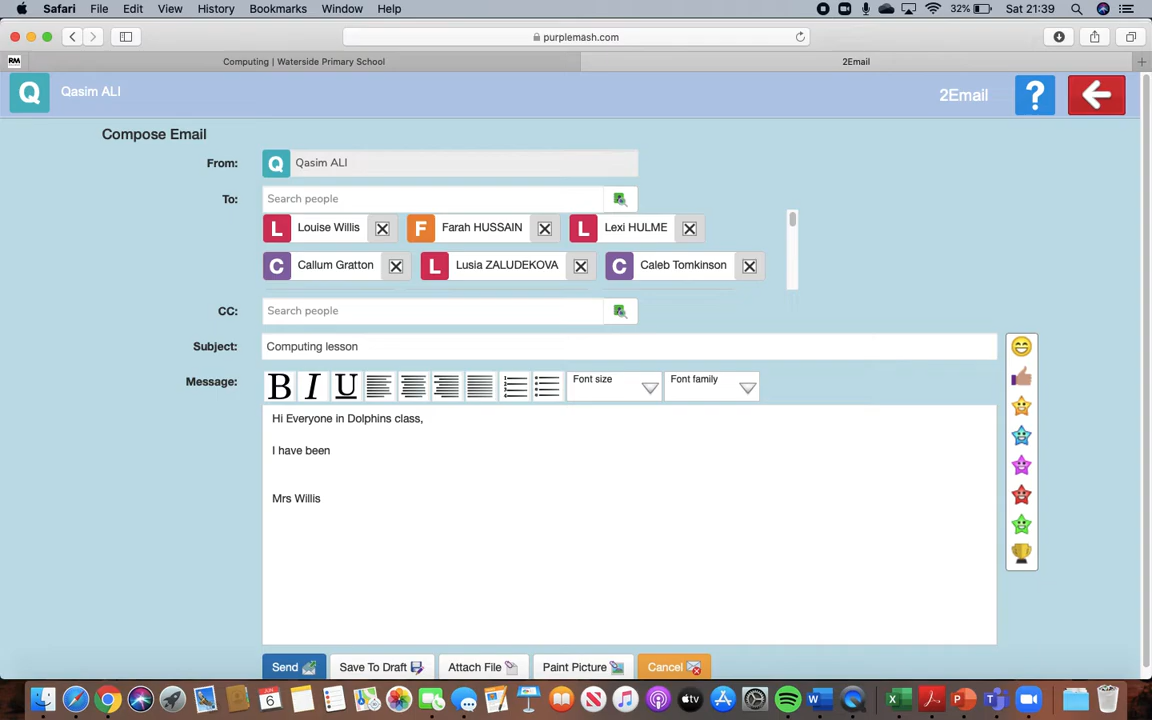 Safari File Edit View History Bookmarks Window Help 32% Sat 21:39
purplemash.com
RM Computing | Waterside Primary School 2Email
Q Qasim ALI 2Email ?
Compose Email
From: Q Qasim ALI
To: Search people
L Louise Willis F Farah HUSSAIN L Lexi HULME
C Callum Gratton L Lusia ZALUDEKOVA C Caleb Tomkinson
CC: Search people
Subject: Computing lesson
Message: B I U Font size Font family
Hi Everyone in Dolphins class,
I have been
Mrs Willis
Send Save To Draft Attach File Paint Picture Cancel